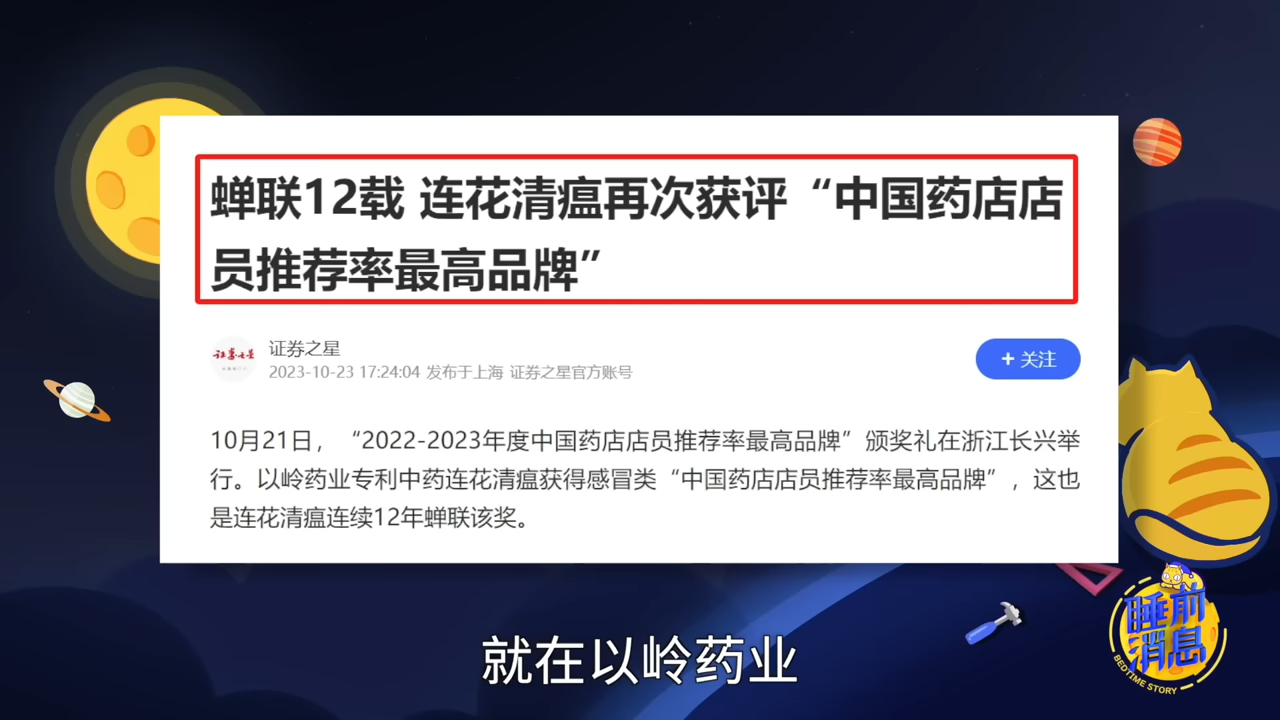 蝉联12载 连花清瘟再次获评“中国药店店
员推荐率最高品牌”
证券之星
证券之星
2023-10-23 17:24:04 发布于上海 证券之星官方账号
+ 关注
10月21日，“2022-2023年度中国药店店员推荐率最高品牌”颁奖礼在浙江长兴举
行。以岭药业专利中药连花清瘟获得感冒类“中国药店店员推荐率最高品牌”，这也
是连花清瘟连续12年蝉联该奖。
睡前
消息
BEDTIME STORY
就在以岭药业